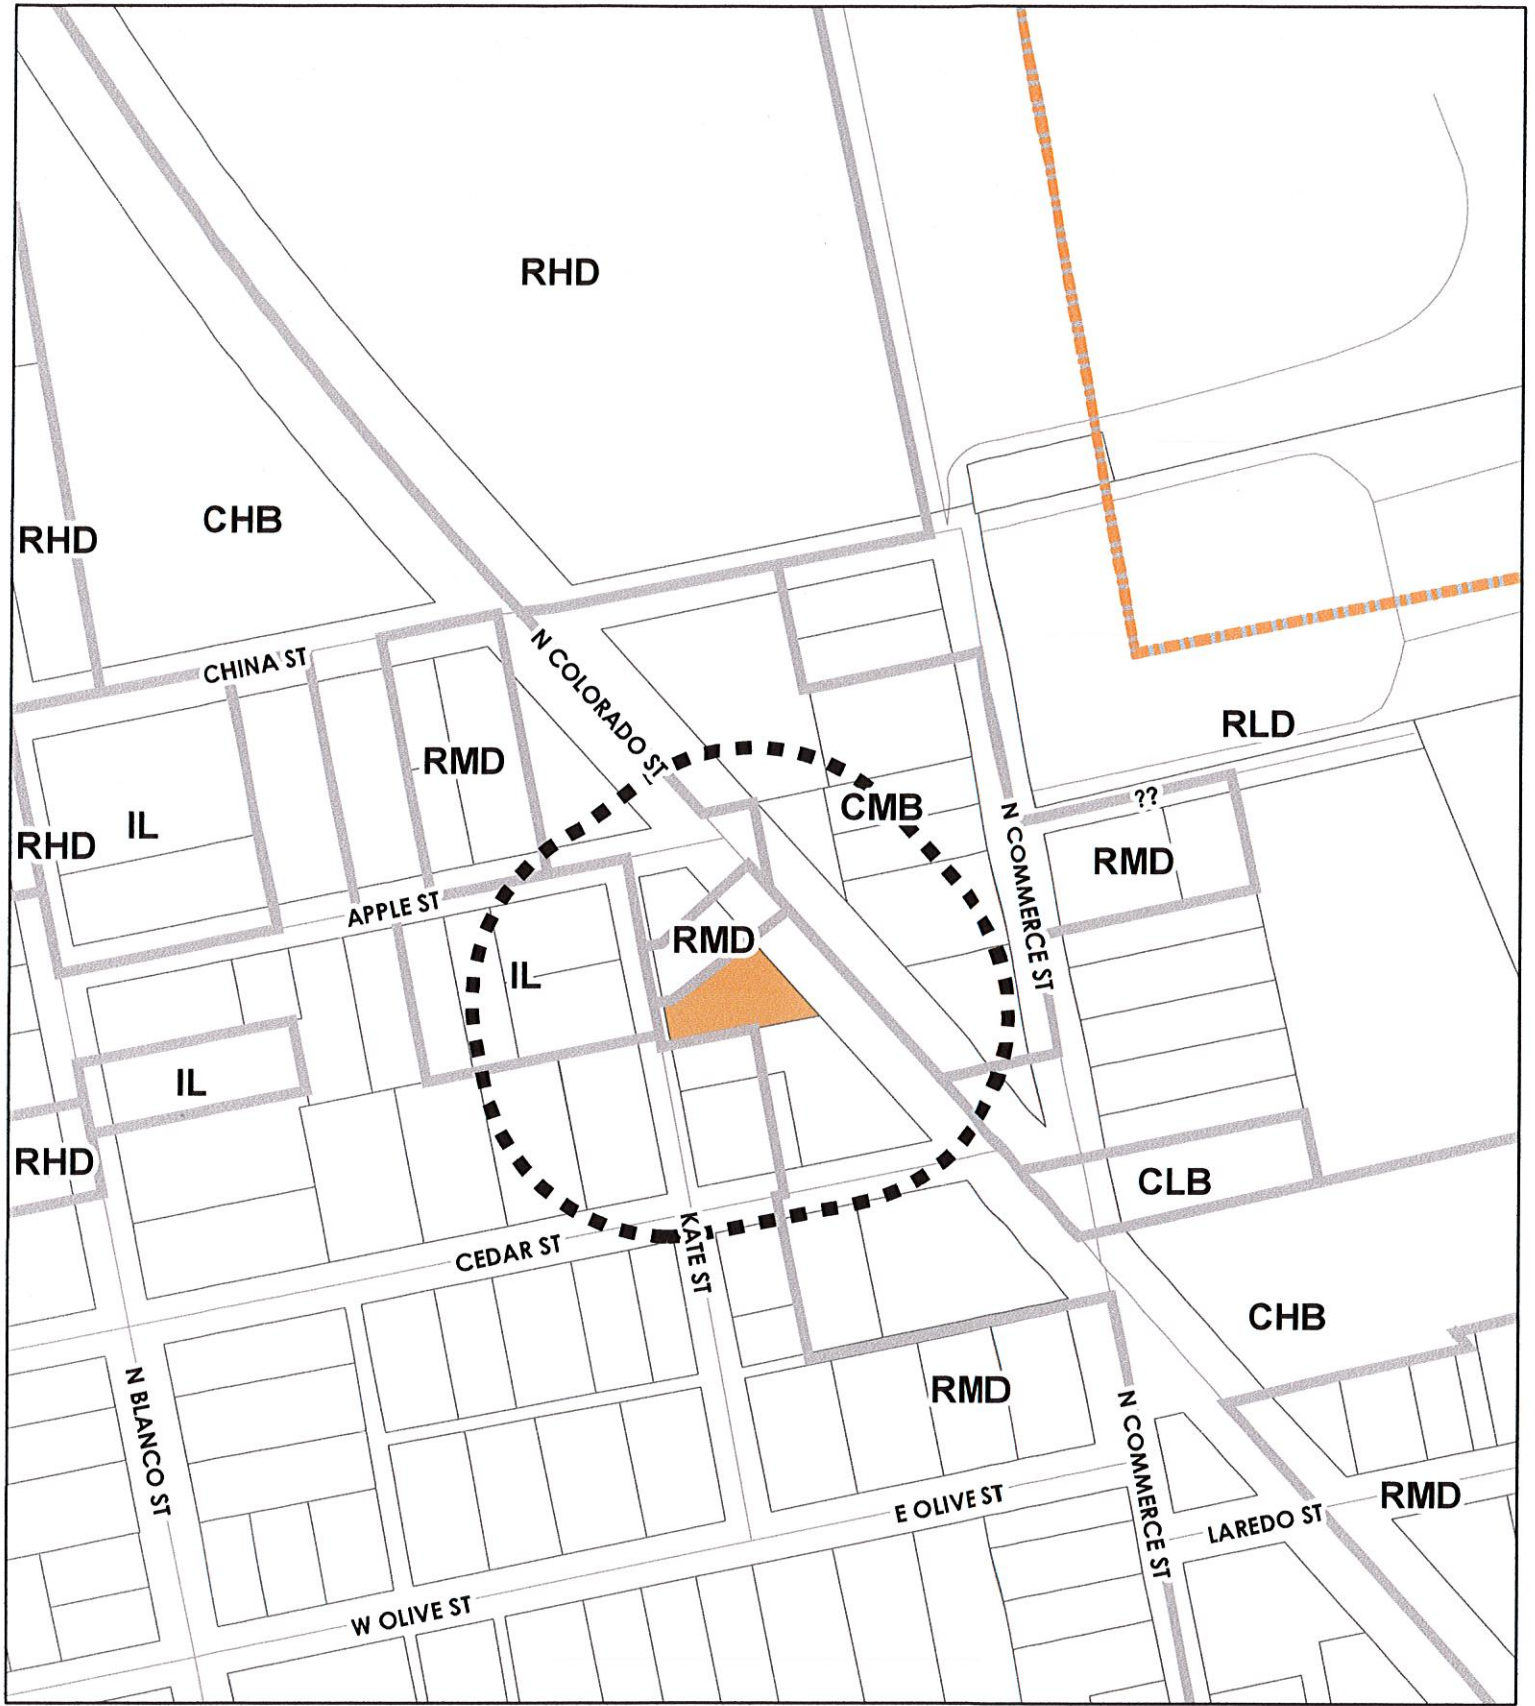 RHD
CHB
RHD
CHINA ST
N COLORADO ST
RMD
RLD
??
CMB
IL
RHD
N COMMERCE ST
RMD
APPLE ST
RMD
IL
IL
RHD
CLB
KATE ST
CEDAR ST
CHB
RMD
N BLANCO ST
N COMMERCE ST
E OLIVE ST
RMD
LAREDO ST
W OLIVE ST